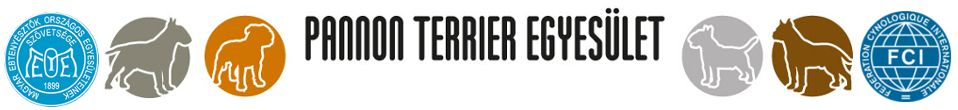 MAGYAR EBTENYÉSZTŐK ORSZÁGOS EGYESÜLETEINEK
SZÖVETSÉGE
MEOE
1899
PANNON TERRIER EGYESÜLET
FEDERATION CYNOLOGIQUE INTERNATIONALE
FCI